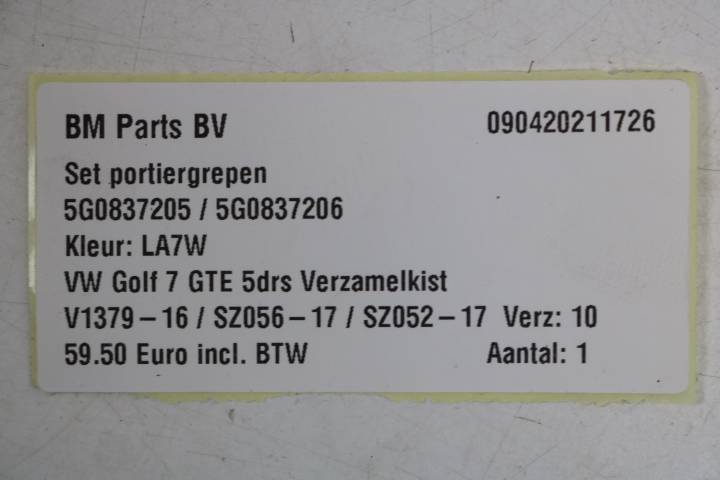 BM Parts BV 090420211726
Set portiergrepen
5G0837205 / 5G0837206
Kleur: LA7W
VW Golf 7 GTE 5drs Verzamelkist
V1379-16 / SZ056-17 / SZ052-17 Verz: 10
59.50 Euro incl. BTW Aantal: 1